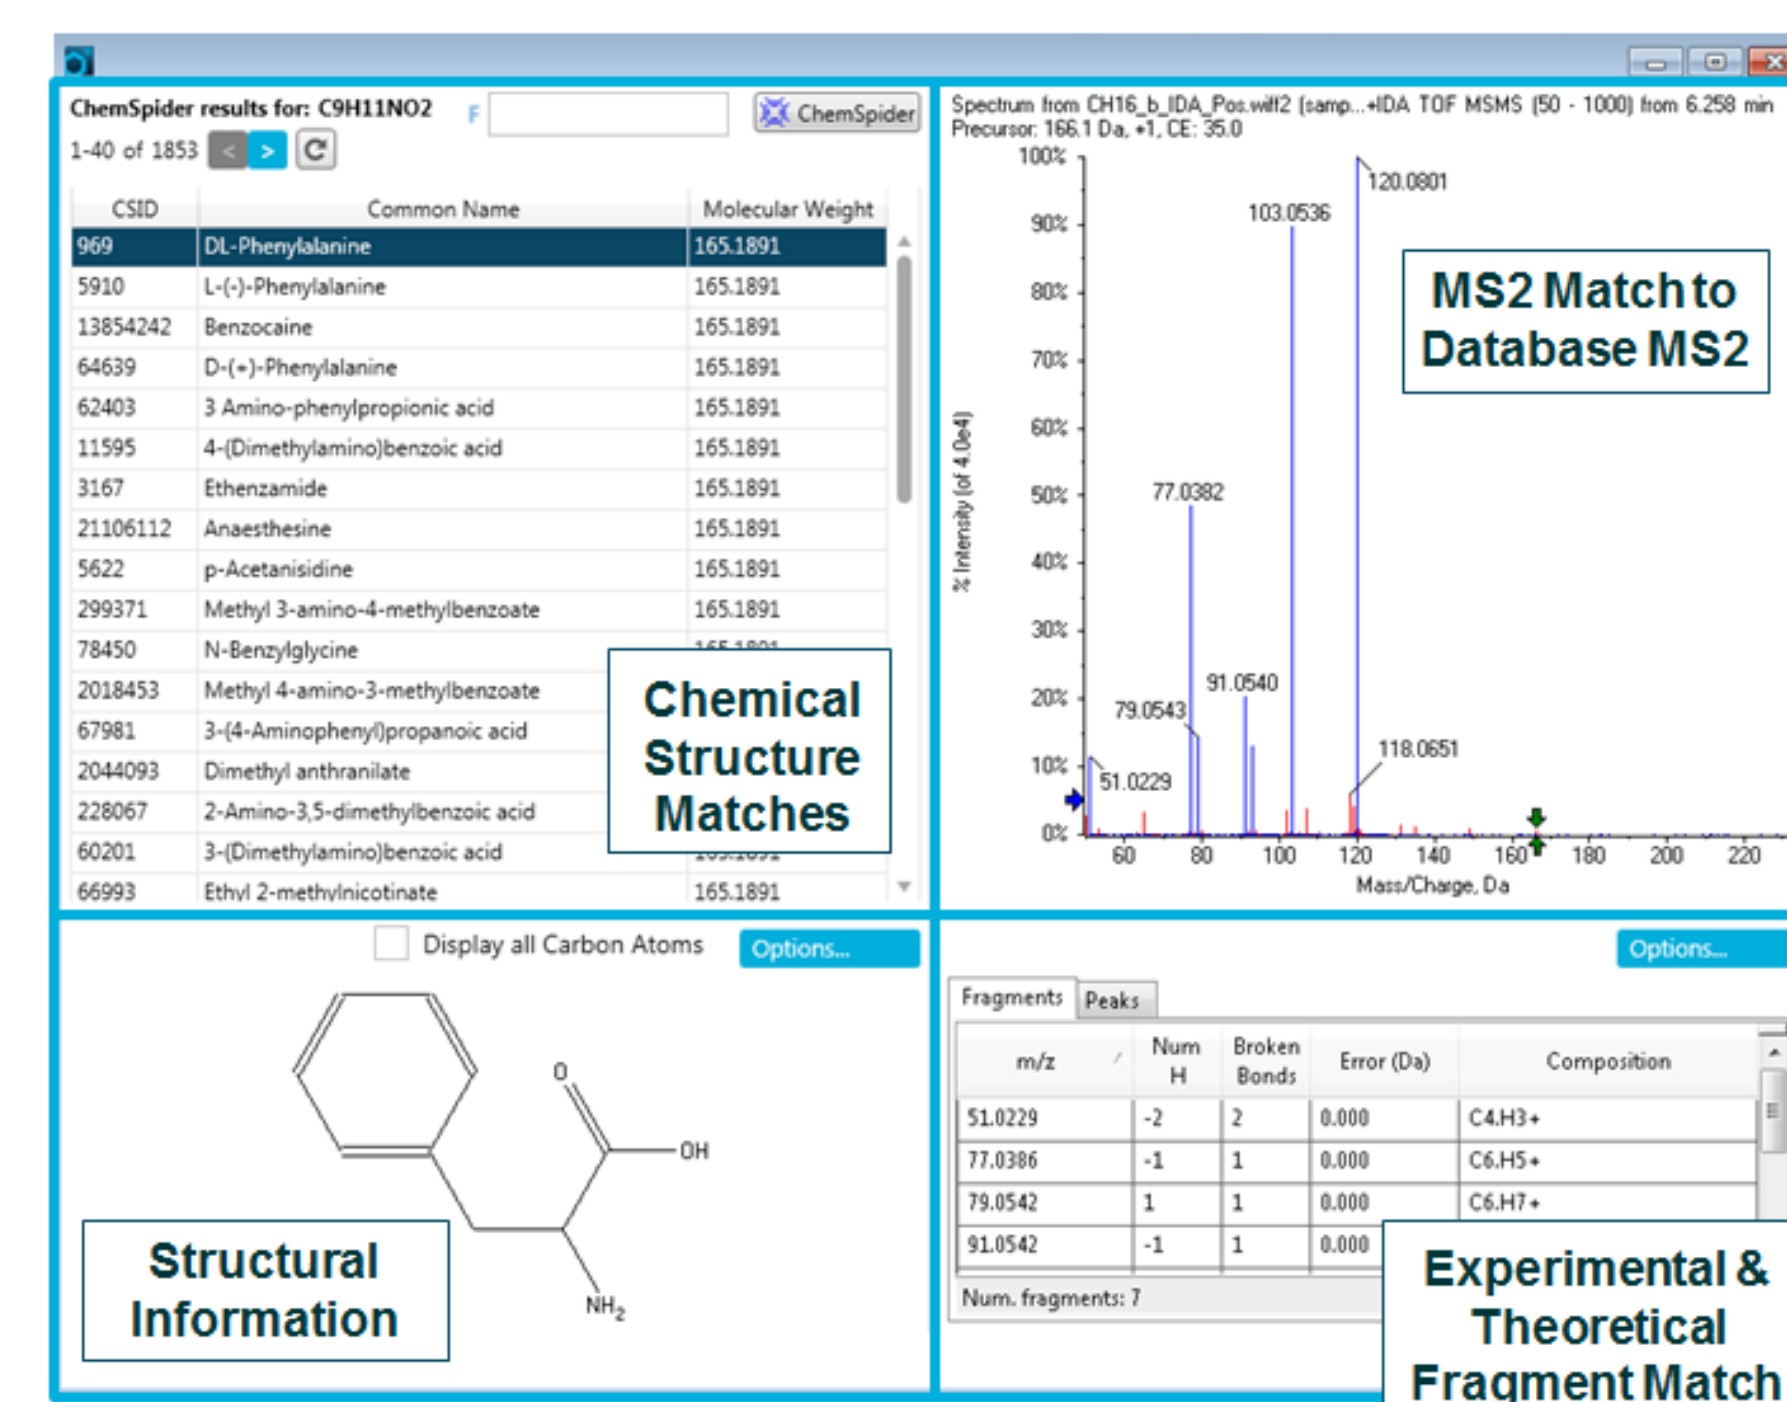 ChemSpider results for: C9H11NO2
F
ChemSpider
1-40 of 1853 < > C
CSID Common Name Molecular Weight
969 DL-Phenylalanine 165.1891
5910 L-(-)-Phenylalanine 165.1891
13854242 Benzocaine 165.1891
64639 D-(+)-Phenylalanine 165.1891
62403 3 Amino-phenylpropionic acid 165.1891
11595 4-(Dimethylamino)benzoic acid 165.1891
3167 Ethenzamide 165.1891
21106112 Anaesthesine 165.1891
5622 p-Acetanisidine 165.1891
299371 Methyl 3-amino-4-methylbenzoate 165.1891
78450 N-Benzylglycine
2018453 Methyl 4-amino-3-methylbenzoate
67981 3-(4-Aminophenyl)propanoic acid
2044093 Dimethyl anthranilate
228067 2-Amino-3,5-dimethylbenzoic acid
60201 3-(Dimethylamino)benzoic acid
66993 Ethyl 2-methylnicotinate 165.1891
Chemical
Structure
Matches
Spectrum from CH16_b_IDA_Pos.wiff2 (samp...+IDA TOF MSMS (50 - 1000) from 6.258 min
Precursor: 166.1 Da, +1, CE: 35.0
100%
90%
80%
70%
60%
50%
40%
30%
20%
10%
0%
% Intensity (of 4.0e4)
120.0801
103.0536
77.0382
91.0540
79.0543
118.0651
51.0229
60 80 100 120 140 160 180 200 220
Mass/Charge, Da
MS2 Match to
Database MS2
Display all Carbon Atoms Options...
O
OH
NH2
Structural
Information
Options...
Fragments Peaks
m/z Num H Broken Bonds Error (Da) Composition
51.0229 -2 2 0.000 C4.H3+
77.0386 -1 1 0.000 C6.H5+
79.0542 1 1 0.000 C6.H7+
91.0542 -1 1 0.000
Num. fragments: 7
Experimental &
Theoretical
Fragment Match